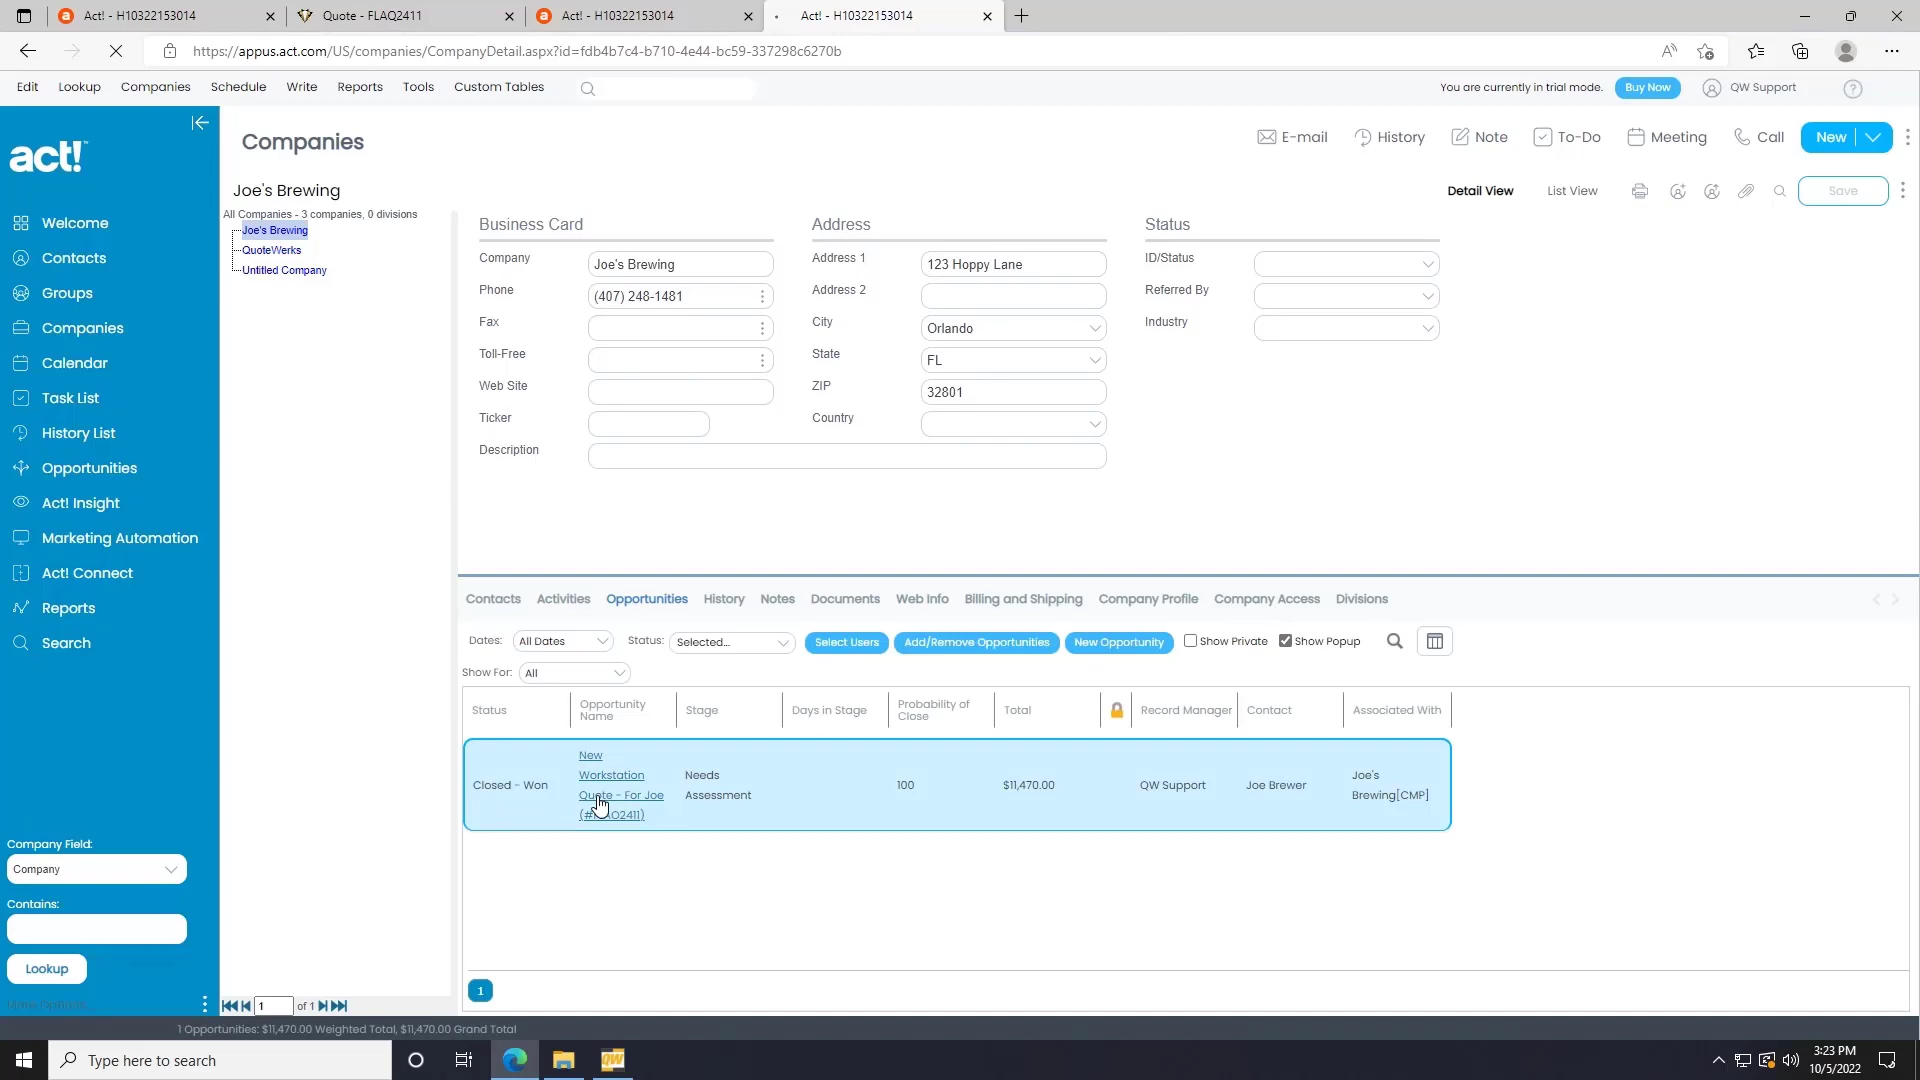 Act! - H10322153014
Quote - FLAQ2411
Act! - H10322153014
Act! - H10322153014
https://appus.act.com/US/companies/CompanyDetail.aspx?id=fdb4b7c4-b710-4e44-bc59-337298c6270b
Edit Lookup Companies Schedule Write Reports Tools Custom Tables
You are currently in trial mode. Buy Now QW Support
act!
Companies
E-mail History Note To-Do Meeting Call New
Joe's Brewing
Detail View List View Save
All Companies - 3 companies, 0 divisions
Joe's Brewing
QuoteWerks
Untitled Company
Welcome
Contacts
Groups
Companies
Calendar
Task List
History List
Opportunities
Act! Insight
Marketing Automation
Act! Connect
Reports
Search
Company Field:
Company
Contains:
Lookup
Business Card
Company Joe's Brewing
Phone (407) 248-1481
Fax
Toll-Free
Web Site
Ticker
Description
Address
Address 1 123 Hoppy Lane
Address 2
City Orlando
State FL
ZIP 32801
Country
Status
ID/Status
Referred By
Industry
Contacts Activities Opportunities History Notes Documents Web Info Billing and Shipping Company Profile Company Access Divisions
Dates: All Dates Status: Selected... Select Users Add/Remove Opportunities New Opportunity Show Private Show Popup
Show For: All
Status Opportunity Name Stage Days in Stage Probability of Close Total Record Manager Contact Associated With
Closed - Won
New
Workstation
Quote - For Joe
Needs
Assessment
100
$11,470.00
QW Support
Joe Brewer
Joe's
Brewing[CMP]
1
1 of 1
1 Opportunities: $11,470.00 Weighted Total, $11,470.00 Grand Total
Type here to search
QW
3:23 PM
10/5/2022